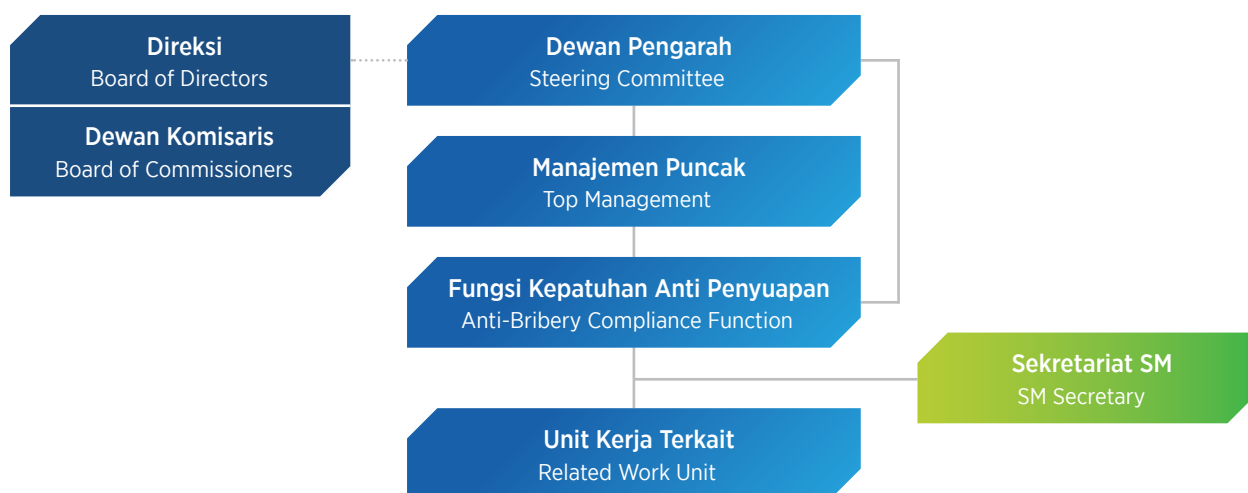 Direksi
Board of Directors
Dewan Komisaris
Board of Commissioners
Dewan Pengarah
Steering Committee
Manajemen Puncak
Top Management
Fungsi Kepatuhan Anti Penyuapan
Anti-Bribery Compliance Function
Sekretariat SM
SM Secretary
Unit Kerja Terkait
Related Work Unit